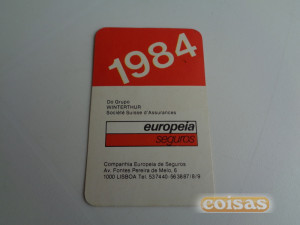 1984
Do Grupo
WINTERTHUR
Société Suisse d'Assurances
europeia
seguros
Companhia Europeia de Seguros
Av. Fontes Pereira de Melo, 6
1000 LISBOA Tel.
coisas